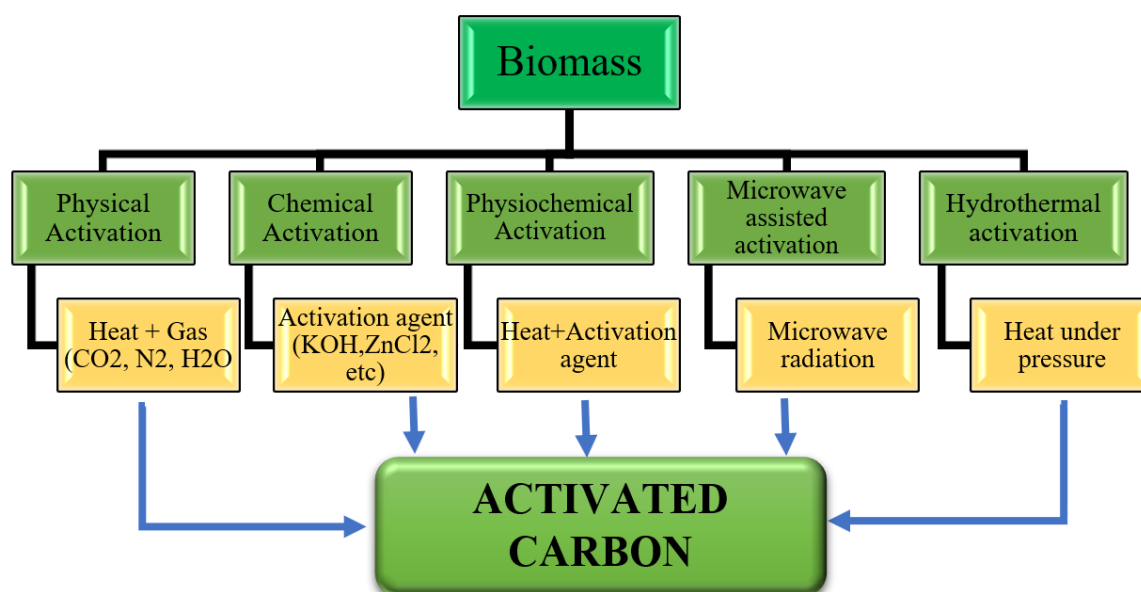 Biomass
Physical
Activation
Chemical
Activation
Physiochemical
Activation
Microwave
assisted
activation
Hydrothermal
activation
Heat + Gas
(CO2, N2, H2O
Activation agent
(KOH,ZnCl2,
etc)
Heat+Activation
agent
Microwave
radiation
Heat under
pressure
ACTIVATED
CARBON